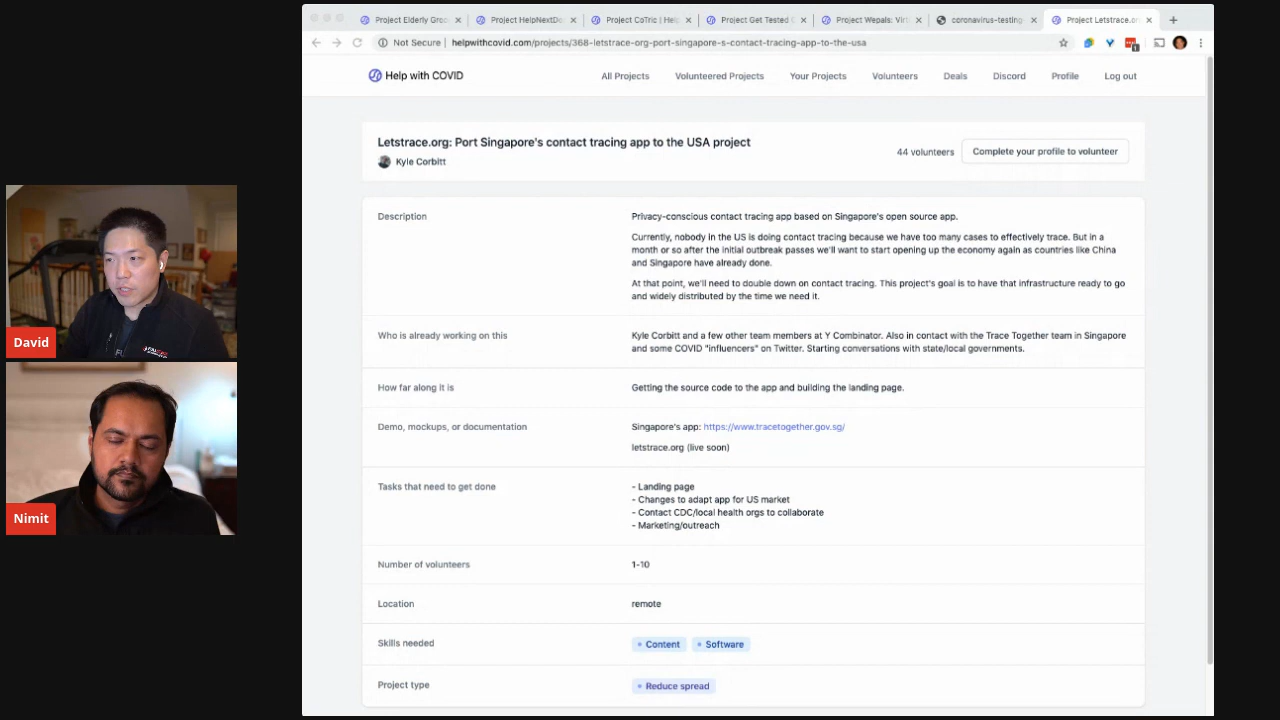 Project Elderly Groc
Project HelpNextDo
Project CoTric | Hel
Project Get Tested
Project Wepals: Virt
coronavirus-testing
Project Letstrace.or
Not Secure
helpwithcovid.com/projects/368-letstrace-org-port-singapore-s-contact-tracing-app-to-the-usa
1
Help with COVID
All Projects
Volunteered Projects
Your Projects
Volunteers
Deals
Discord
Profile
Log out
Letstrace.org: Port Singapore's contact tracing app to the USA project
Kyle Corbitt
44 volunteers
Complete your profile to volunteer
Description
Privacy-conscious contact tracing app based on Singapore's open source app.
Currently, nobody in the US is doing contact tracing because we have too many cases to effectively trace. But in a
month or so after the initial outbreak passes we'll want to start opening up the economy again as countries like China
and Singapore have already done.
At that point, we'll need to double down on contact tracing. This project's goal is to have that infrastructure ready to go
and widely distributed by the time we need it.
Who is already working on this
Kyle Corbitt and a few other team members at Y Combinator. Also in contact with the Trace Together team in Singapore
and some COVID "influencers" on Twitter. Starting conversations with state/local governments.
How far along it is
Getting the source code to the app and building the landing page.
Demo, mockups, or documentation
Singapore's app: https://www.tracetogether.gov.sg/
letstrace.org (live soon)
Tasks that need to get done
- Landing page
- Changes to adapt app for US market
- Contact CDC/local health orgs to collaborate
- Marketing/outreach
Number of volunteers
1-10
Location
remote
Skills needed
Content
Software
Project type
Reduce spread
David
Nimit